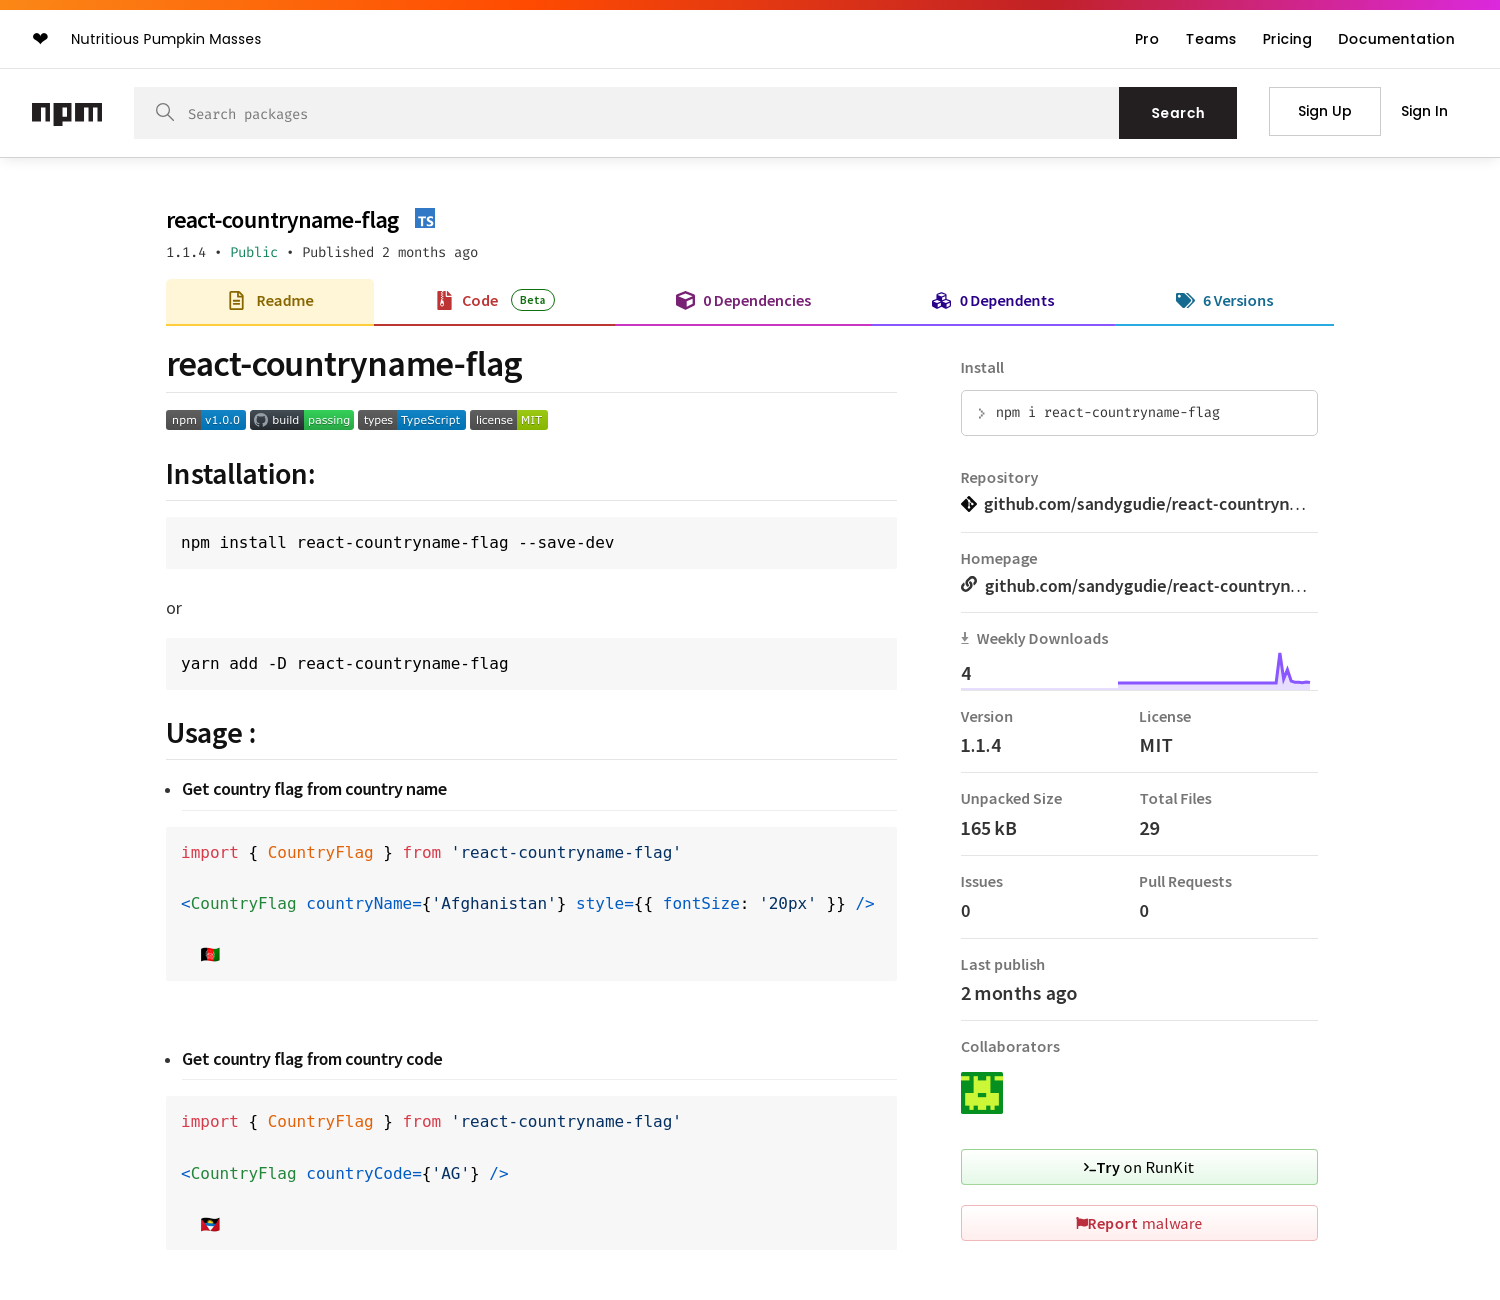 ❤ Nutritious Pumpkin Masses
Pro Teams Pricing Documentation
npm Search packages Search Sign Up Sign In
react-countryname-flag TS
1.1.4 • Public • Published 2 months ago
Readme Code Beta 0 Dependencies 0 Dependents 6 Versions
react-countryname-flag
npm v1.0.0 build passing types TypeScript license MIT
Installation:
npm install react-countryname-flag --save-dev
or
yarn add -D react-countryname-flag
Usage :
• Get country flag from country name
import { CountryFlag } from 'react-countryname-flag'
<CountryFlag countryName={'Afghanistan'} style={{ fontSize: '20px' }} />
🇦🇫
• Get country flag from country code
import { CountryFlag } from 'react-countryname-flag'
<CountryFlag countryCode={'AG'} />
🇦🇬
Install
npm i react-countryname-flag
Repository
github.com/sandygudie/react-countryn…
Homepage
github.com/sandygudie/react-countryn…
Weekly Downloads
4
Version License
1.1.4 MIT
Unpacked Size Total Files
165 kB 29
Issues Pull Requests
0 0
Last publish
2 months ago
Collaborators
Try on RunKit
Report malware